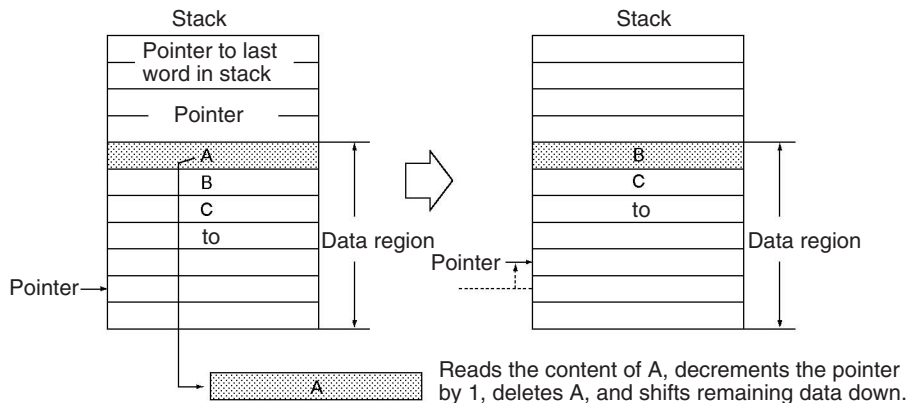 Stack
Pointer to last
word in stack
Pointer
A
B
C
to
Data region
Pointer
A
Stack
B
C
to
Data region
Pointer
Reads the content of A, decrements the pointer
by 1, deletes A, and shifts remaining data down.